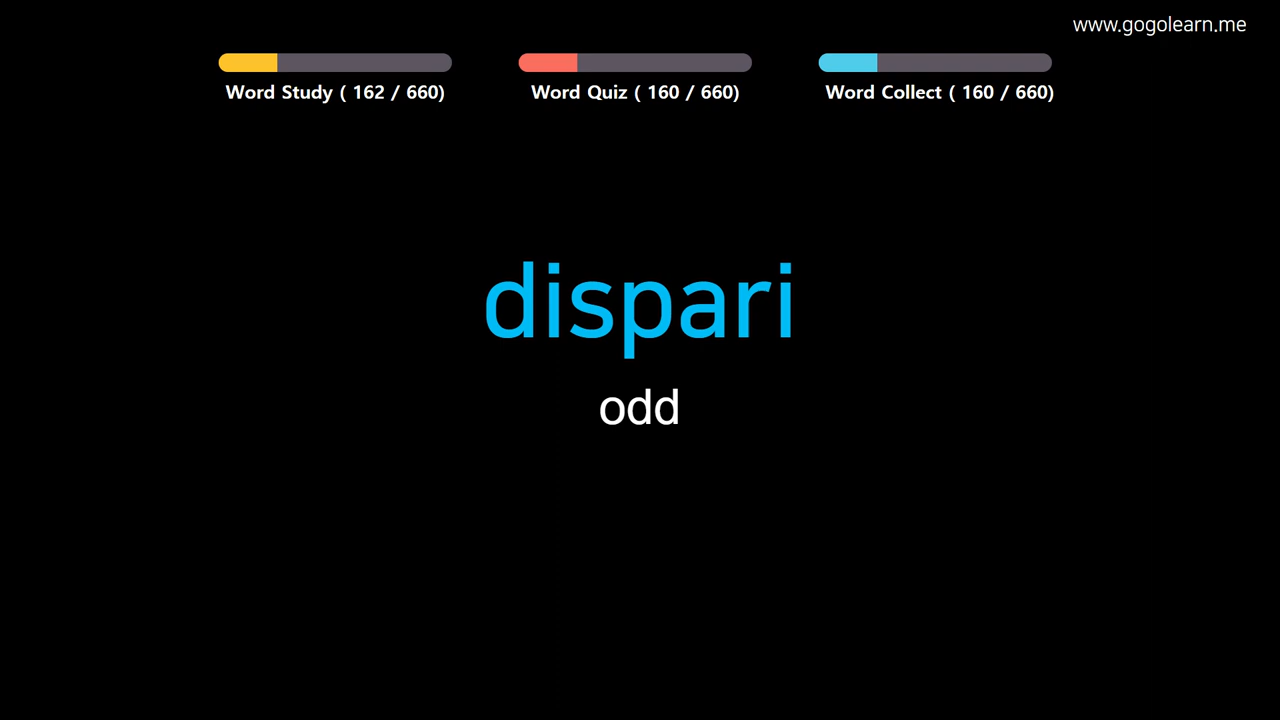 www.gogolearn.me
Word Study ( 162 / 660)
Word Quiz ( 160 / 660)
Word Collect ( 160 / 660)
dispari
odd